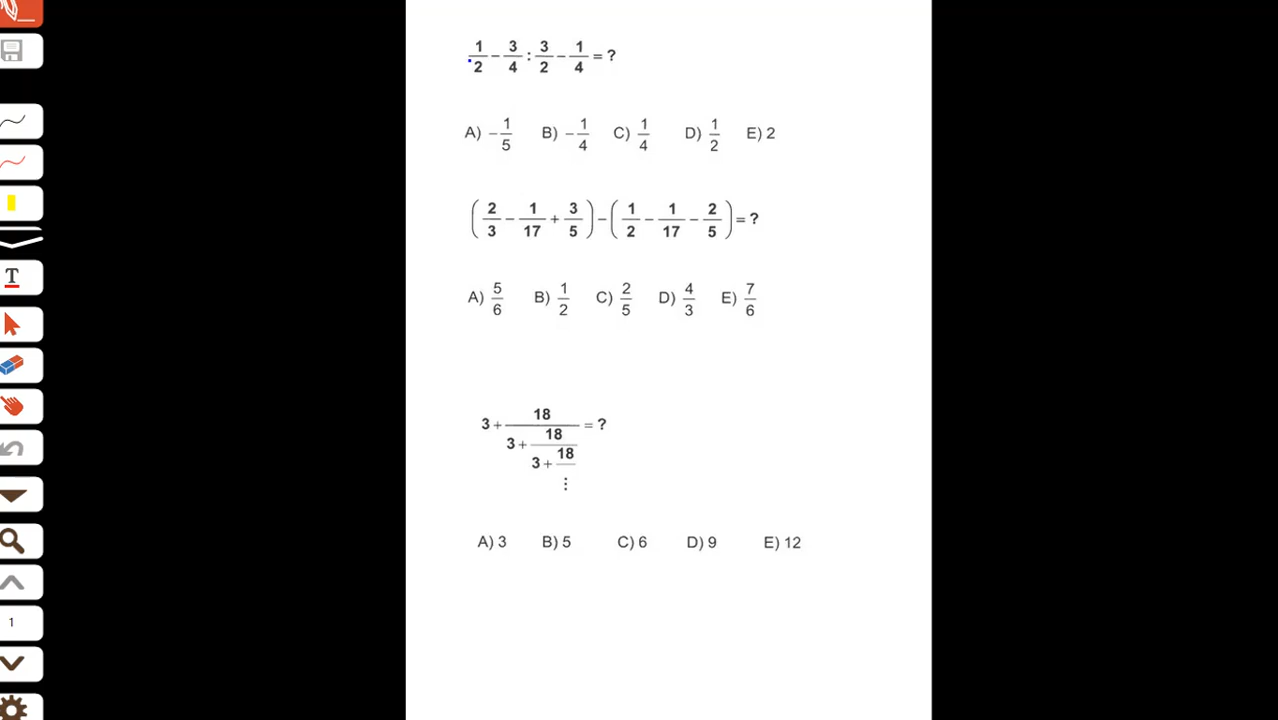 1/2 − 3/4 : 3/2 − 1/4 = ?
A) −1/5 B) −1/4 C) 1/4 D) 1/2 E) 2
(2/3 − 1/17 + 3/5) − (1/2 − 1/17 − 2/5) = ?
A) 5/6 B) 1/2 C) 2/5 D) 4/3 E) 7/6
3 + 18/(3 + 18/(3 + 18/⋮)) = ?
A) 3 B) 5 C) 6 D) 9 E) 12
T
1